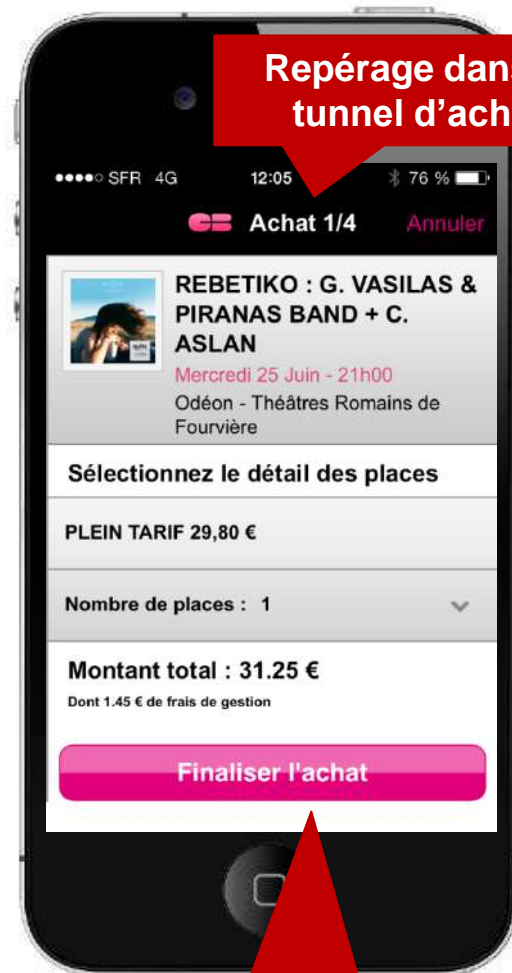 Repérage dans
tunnel d'ach
SFR 4G 12:05 76 %
Achat 1/4 Annuler
REBETIKO : G. VASILAS &
PIRANAS BAND + C.
ASLAN
Mercredi 25 Juin - 21h00
Odéon - Théâtres Romains de
Fourvière
Sélectionnez le détail des places
PLEIN TARIF 29,80 €
Nombre de places : 1
Montant total : 31.25 €
Dont 1.45 € de frais de gestion
Finaliser l'achat